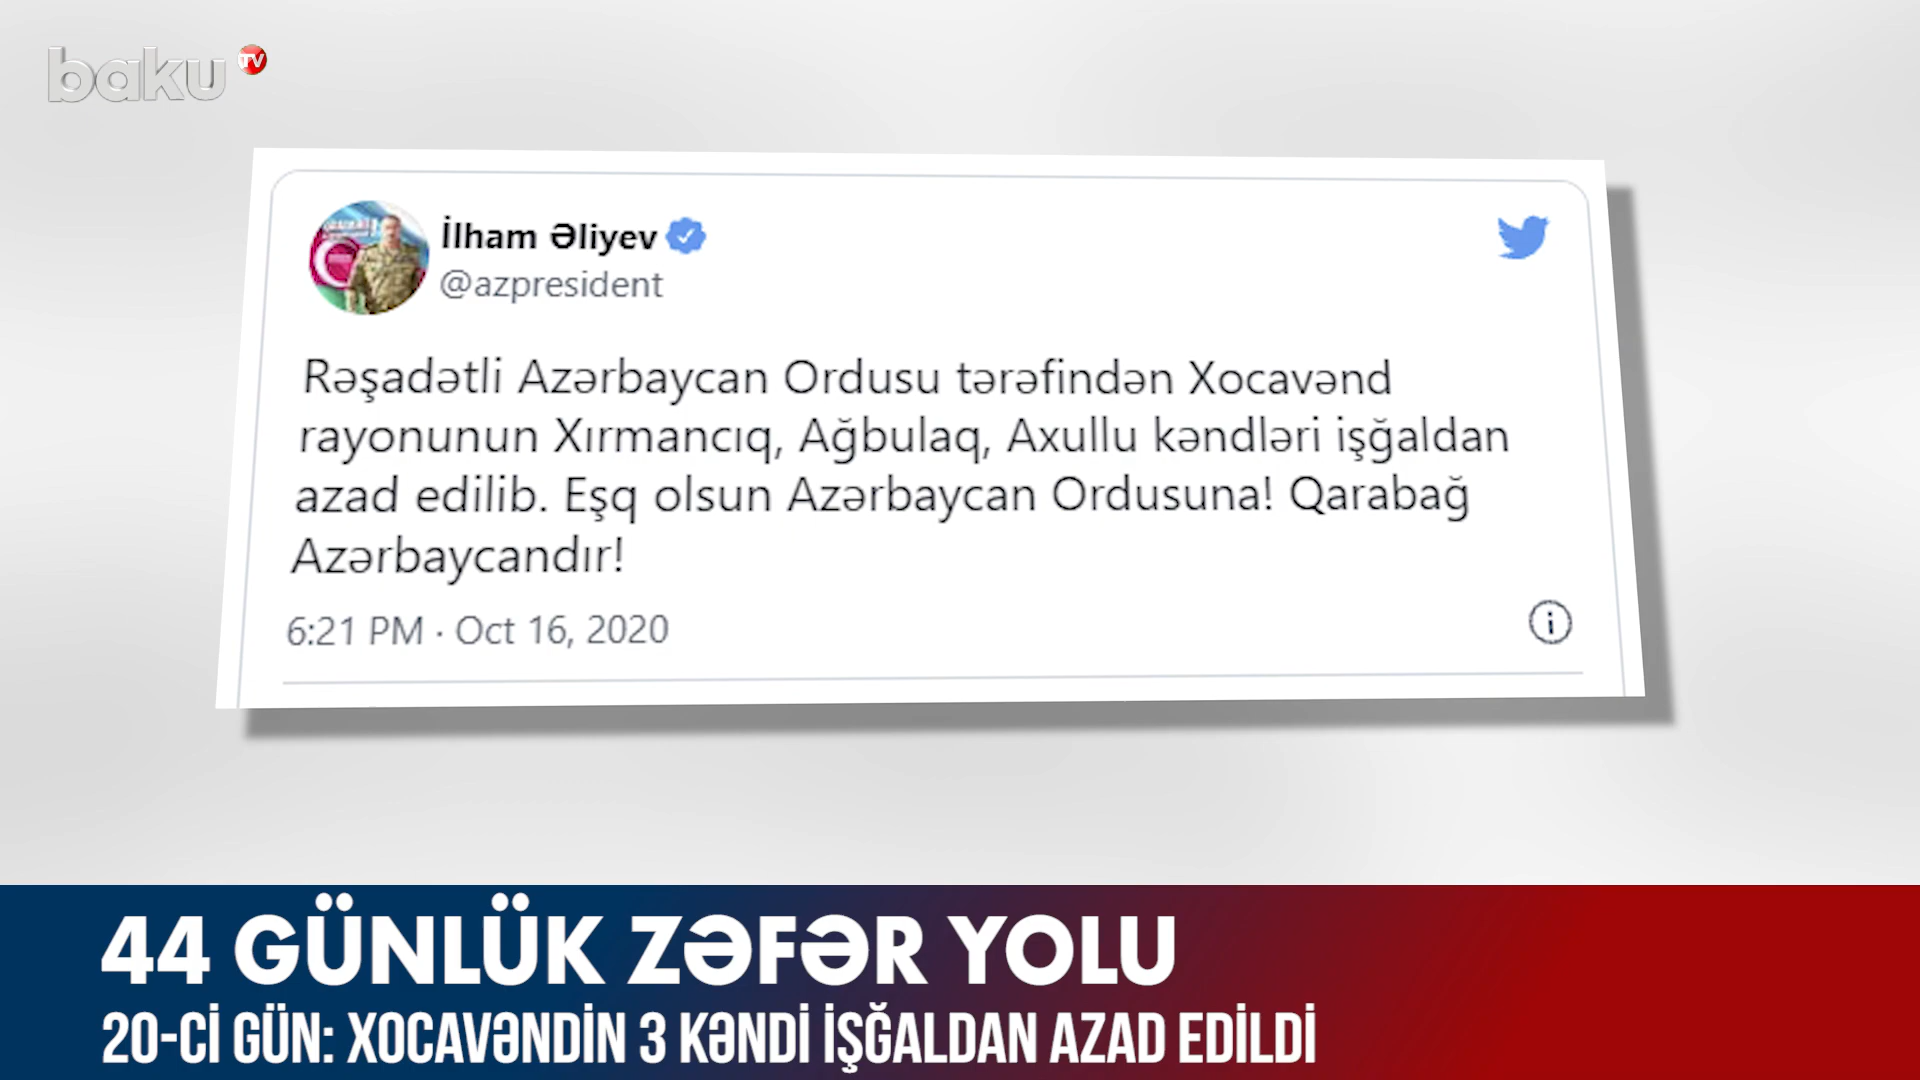 baku TV
İlham Əliyev
@azpresident
Rəşadətli Azərbaycan Ordusu tərəfindən Xocavənd
rayonunun Xırmancıq, Ağbulaq, Axullu kəndləri işğaldan
azad edilib. Eşq olsun Azərbaycan Ordusuna! Qarabağ
Azərbaycandır!
6:21 PM · Oct 16, 2020
44 GÜNLÜK ZƏFƏR YOLU
20-Cİ GÜN: XOCAVƏNDİN 3 KƏNDİ İŞĞALDAN AZAD EDİLDİ